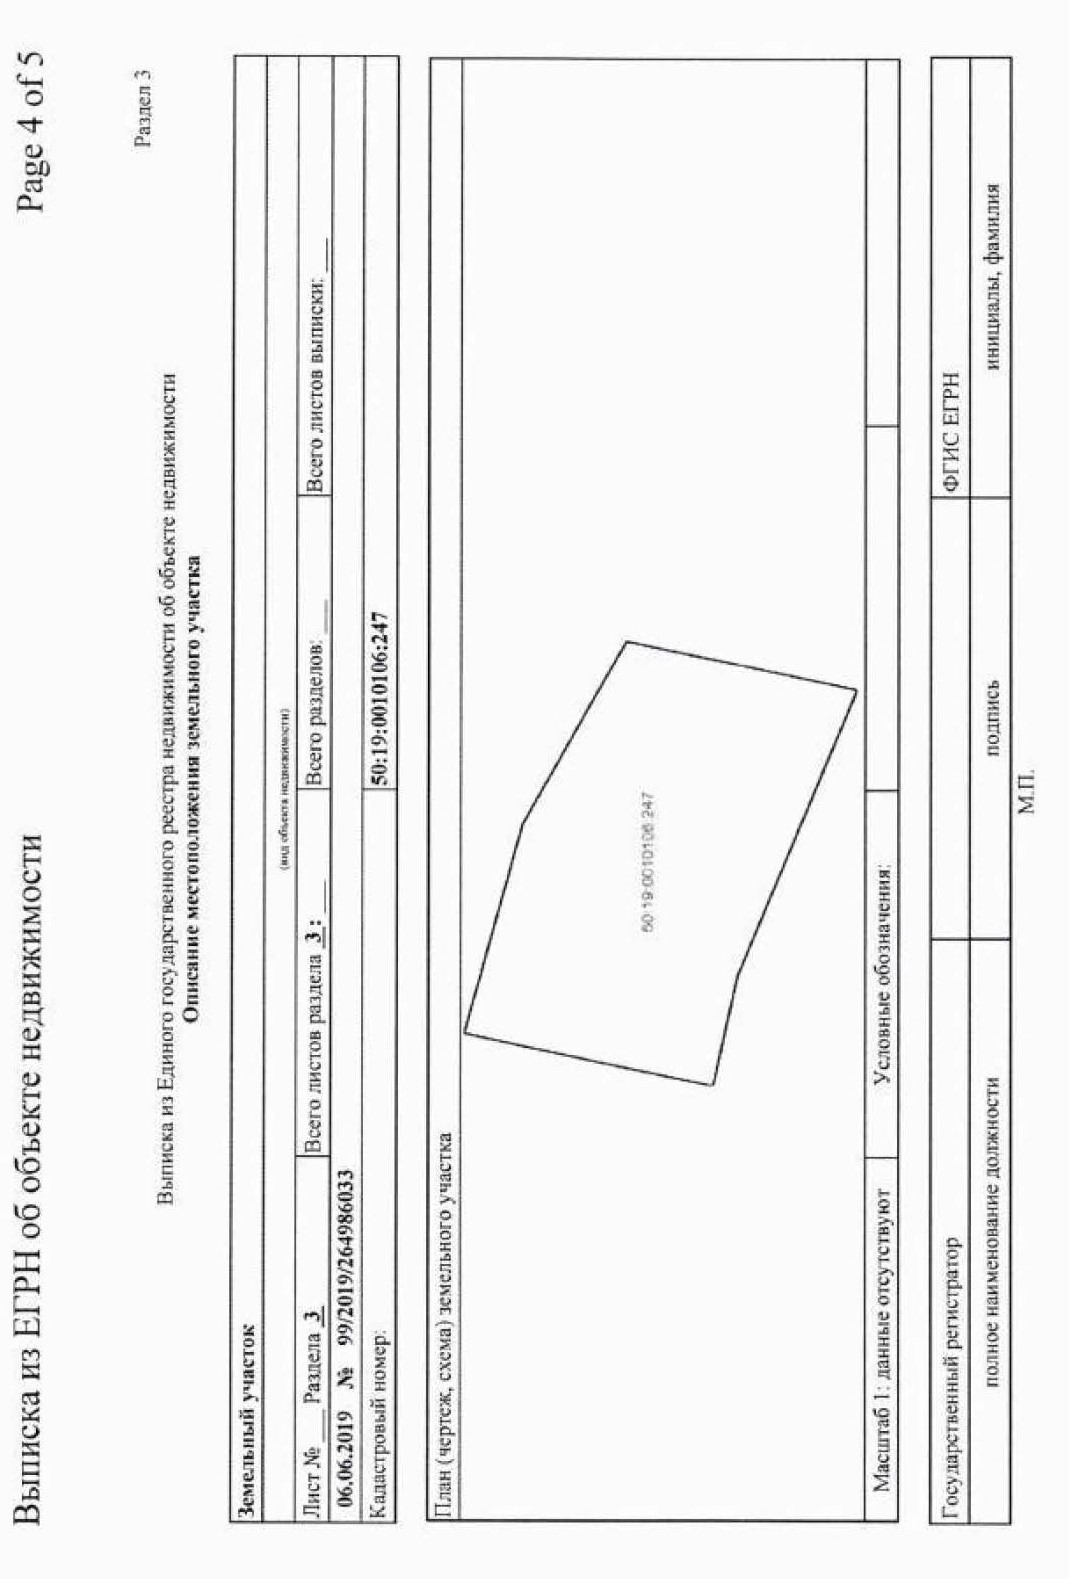 Выписка из ЕГРН об объекте недвижимости Page 4 of 5
Раздел 3
Выписка из Единого государственного реестра недвижимости об объекте недвижимости
Описание местоположения земельного участка
Земельный участок
(вид объекта недвижимости)
Лист № ___ Раздела 3 Всего листов раздела 3 : ___ Всего разделов: ___ Всего листов выписки: ___
06.06.2019 № 99/2019/264986033
Кадастровый номер: 50:19:0010106:247
План (чертеж, схема) земельного участка
50:19:0010106:247
Масштаб 1: данные отсутствуют Условные обозначения:
Государственный регистратор ФГИС ЕГРН
полное наименование должности подпись инициалы, фамилия
М.П.